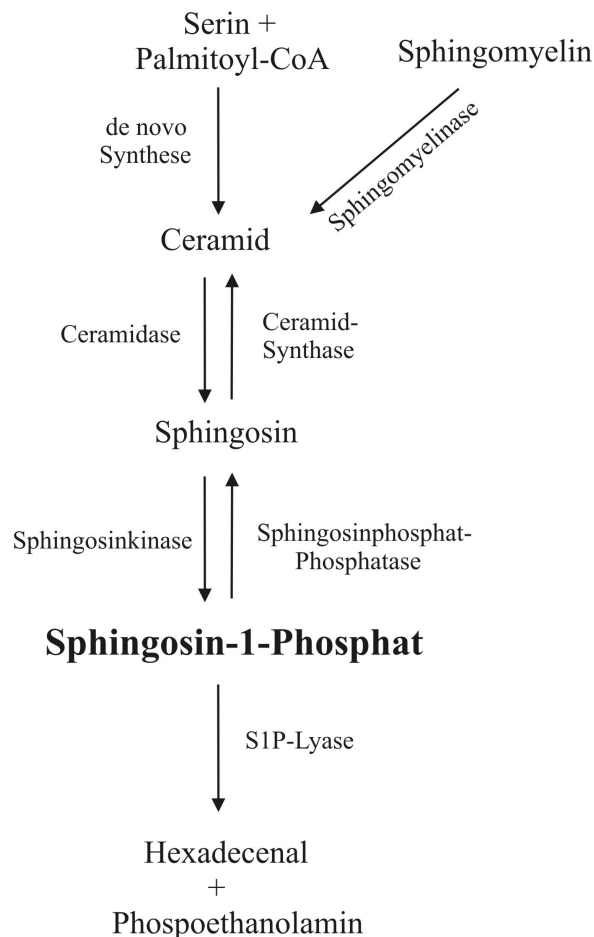 Serin +
Palmitoyl-CoA
Sphingomyelin
de novo
Synthese
Sphingomyelinase
Ceramid
Ceramidase
Ceramid-
Synthase
Sphingosin
Sphingosinkinase
Sphingosinphosphat-
Phosphatase
Sphingosin-1-Phosphat
S1P-Lyase
Hexadecenal
+
Phospoethanolamin